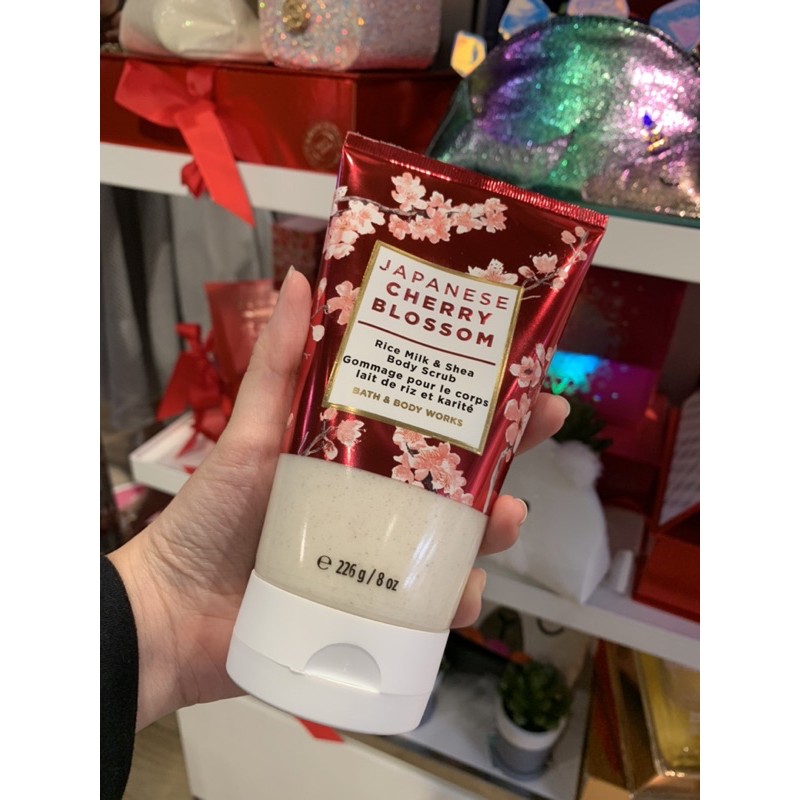 JAPANESE
CHERRY
BLOSSOM
Rice Milk & Shea
Body Scrub
Gommage pour le corps
lait de riz et karité
BATH & BODY WORKS
℮ 226 g / 8 oz